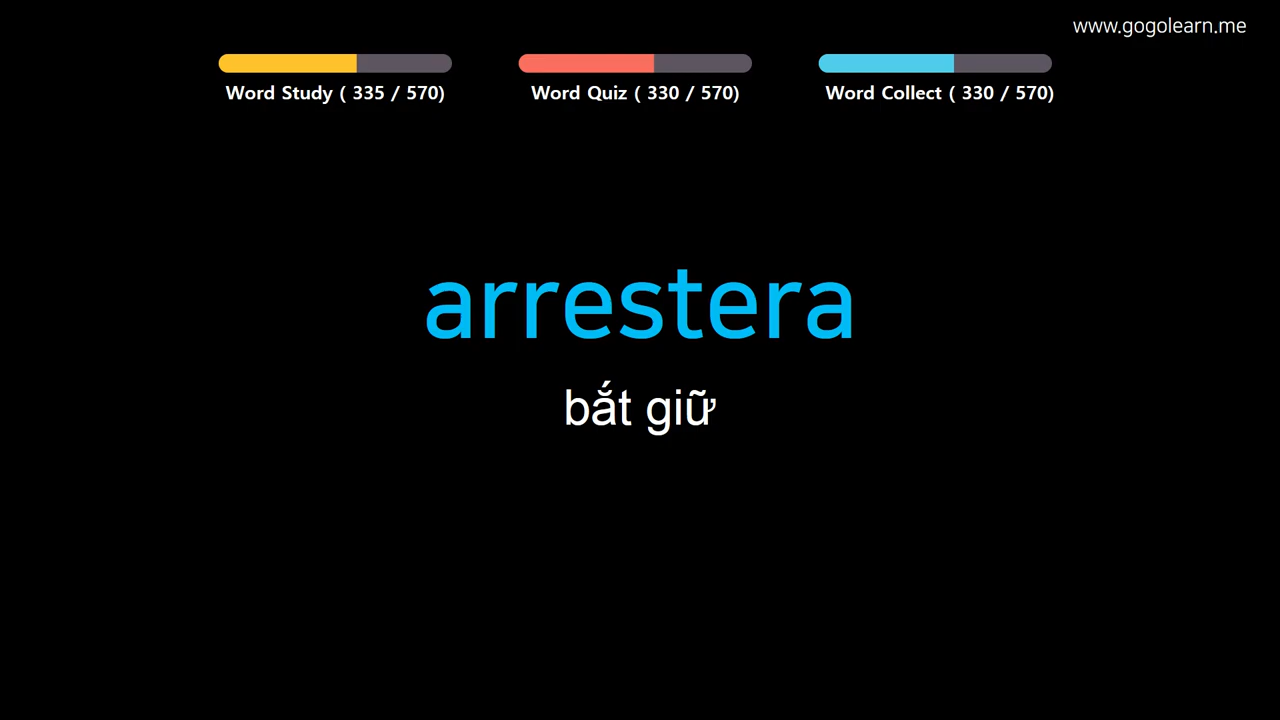 www.gogolearn.me
Word Study ( 335 / 570)
Word Quiz ( 330 / 570)
Word Collect ( 330 / 570)
arrestera
bắt giữ